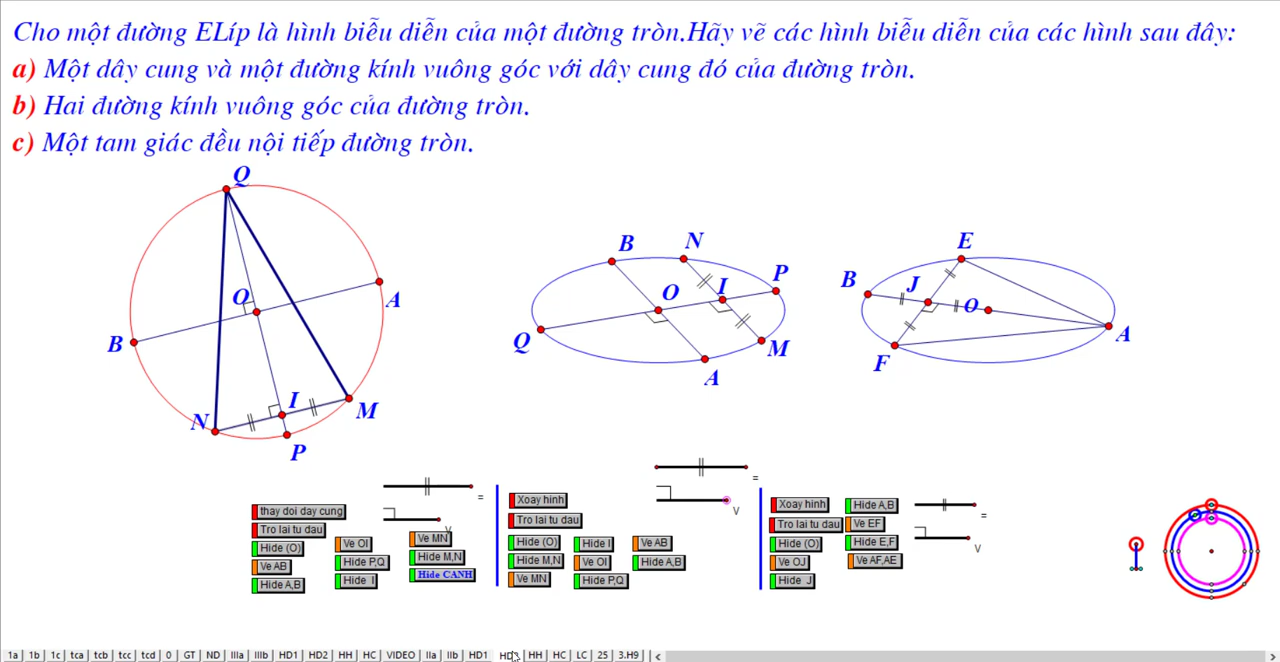 Cho một đường ELíp là hình biễu diễn của một đường tròn.Hãy vẽ các hình biễu diễn của các hình sau đây:
a) Một dây cung và một đường kính vuông góc với dây cung đó của đường tròn.
b) Hai đường kính vuông góc của đường tròn.
c) Một tam giác đều nội tiếp đường tròn.
Q
O
A
B
N
I
M
P
B
N
O
I
P
Q
A
M
E
B
J
O
F
A
thay doi day cung
Tro lai tu dau
Hide (O)
Ve AB
Hide A,B
Ve OI
Hide P,Q
Hide I
Ve MN
Hide M,N
Hide CANH
=
V
Xoay hinh
Tro lai tu dau
Hide (O)
Hide M,N
Ve MN
Hide I
Ve OI
Hide P,Q
Ve AB
Hide A,B
=
V
Xoay hinh
Tro lai tu dau
Hide (O)
Ve OJ
Hide J
Hide A,B
Ve EF
Hide E,F
Ve AF,AE
=
V
1a 1b 1c tca tcb tcc tcd 0 GT ND IIIa IIIb HD1 HD2 HH HC VIDEO IIa IIb HD1 HH HC LC 25 3.H9